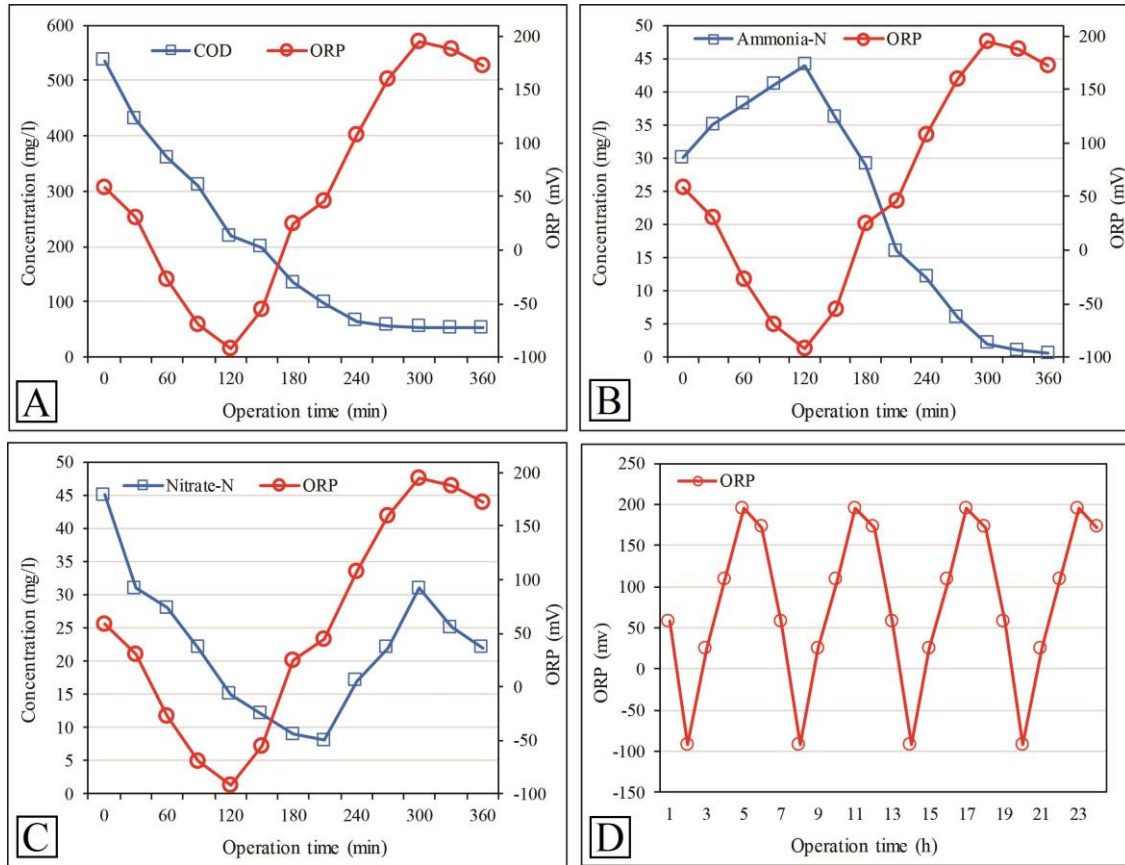 COD ORP
Concentration (mg/l)
600
500
400
300
200
100
0
ORP (mV)
200
150
100
50
0
-50
-100
0 60 120 180 240 300 360
Operation time (min)
A
Ammonia-N ORP
Concentration (mg/l)
50
45
40
35
30
25
20
15
10
5
0
ORP (mV)
200
150
100
50
0
-50
-100
0 60 120 180 240 300 360
Operation time (min)
B
Nitrate-N ORP
Concentration (mg/l)
50
45
40
35
30
25
20
15
10
5
0
ORP (mV)
200
150
100
50
0
-50
-100
0 60 120 180 240 300 360
Operation time (min)
C
ORP
ORP (mv)
250
200
150
100
50
0
-50
-100
-150
1 3 5 7 9 11 13 15 17 19 21 23
Operation time (h)
D